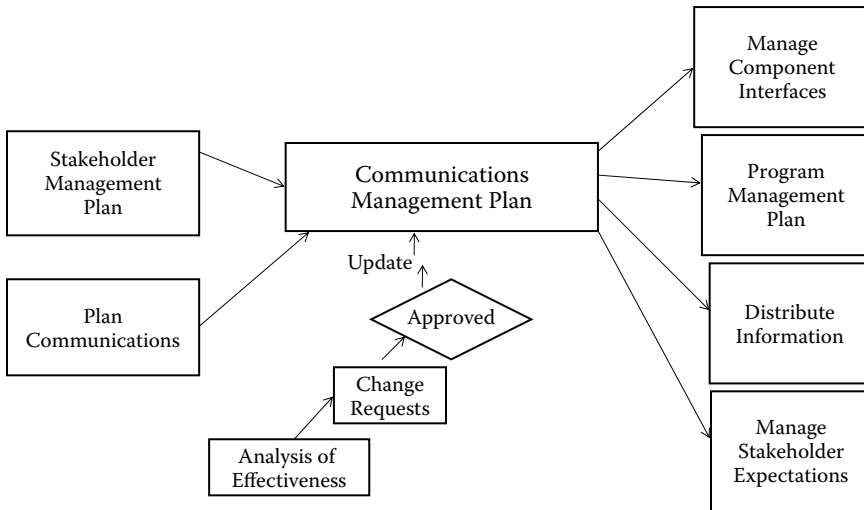 Manage
Component
Interfaces
Stakeholder
Management
Plan
Communications
Management Plan
Program
Management
Plan
Update
Plan
Communications
Approved
Distribute
Information
Change
Requests
Analysis of
Effectiveness
Manage
Stakeholder
Expectations